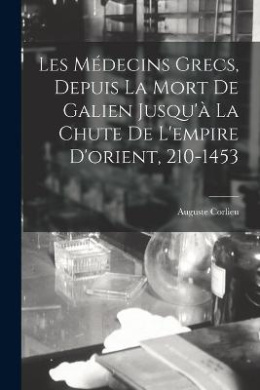 Les Médecins Grecs,
Depuis La Mort De
Galien Jusqu'à La
Chute De L'empire
D'orient, 210-1453
Auguste Corlieu